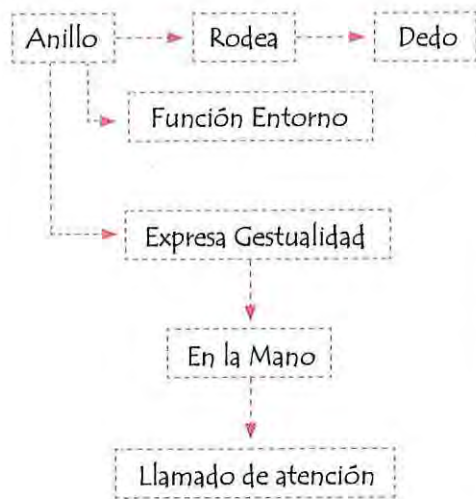 Anillo
Rodea
Dedo
Función Entorno
Expresa Gestualidad
En la Mano
Llamado de atención